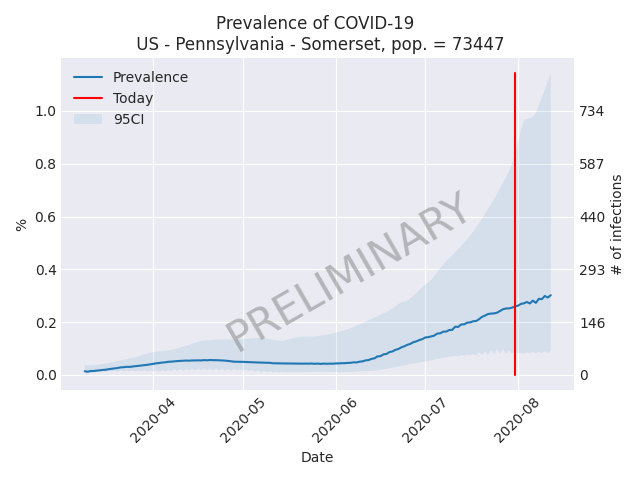 Prevalence of COVID-19
US - Pennsylvania - Somerset, pop. = 73447
Prevalence
Today
95CI
PRELIMINARY
%
1.0
0.8
0.6
0.4
0.2
0.0
734
587
440
293
146
0
# of infections
2020-04
2020-05
2020-06
2020-07
2020-08
Date